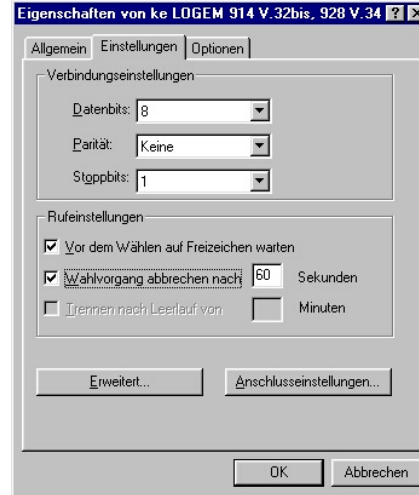 Eigenschaften von ke LOGEM 914 V.32bis, 928 V.34
Allgemein Einstellungen Optionen
Verbindungseinstellungen
Datenbits: 8
Parität: Keine
Stoppbits: 1
Rufeinstellungen
Vor dem Wählen auf Freizeichen warten
Wahlvorgang abbrechen nach 60 Sekunden
Trennen nach Leerlauf von Minuten
Erweitert... Anschlusseinstellungen...
OK Abbrechen